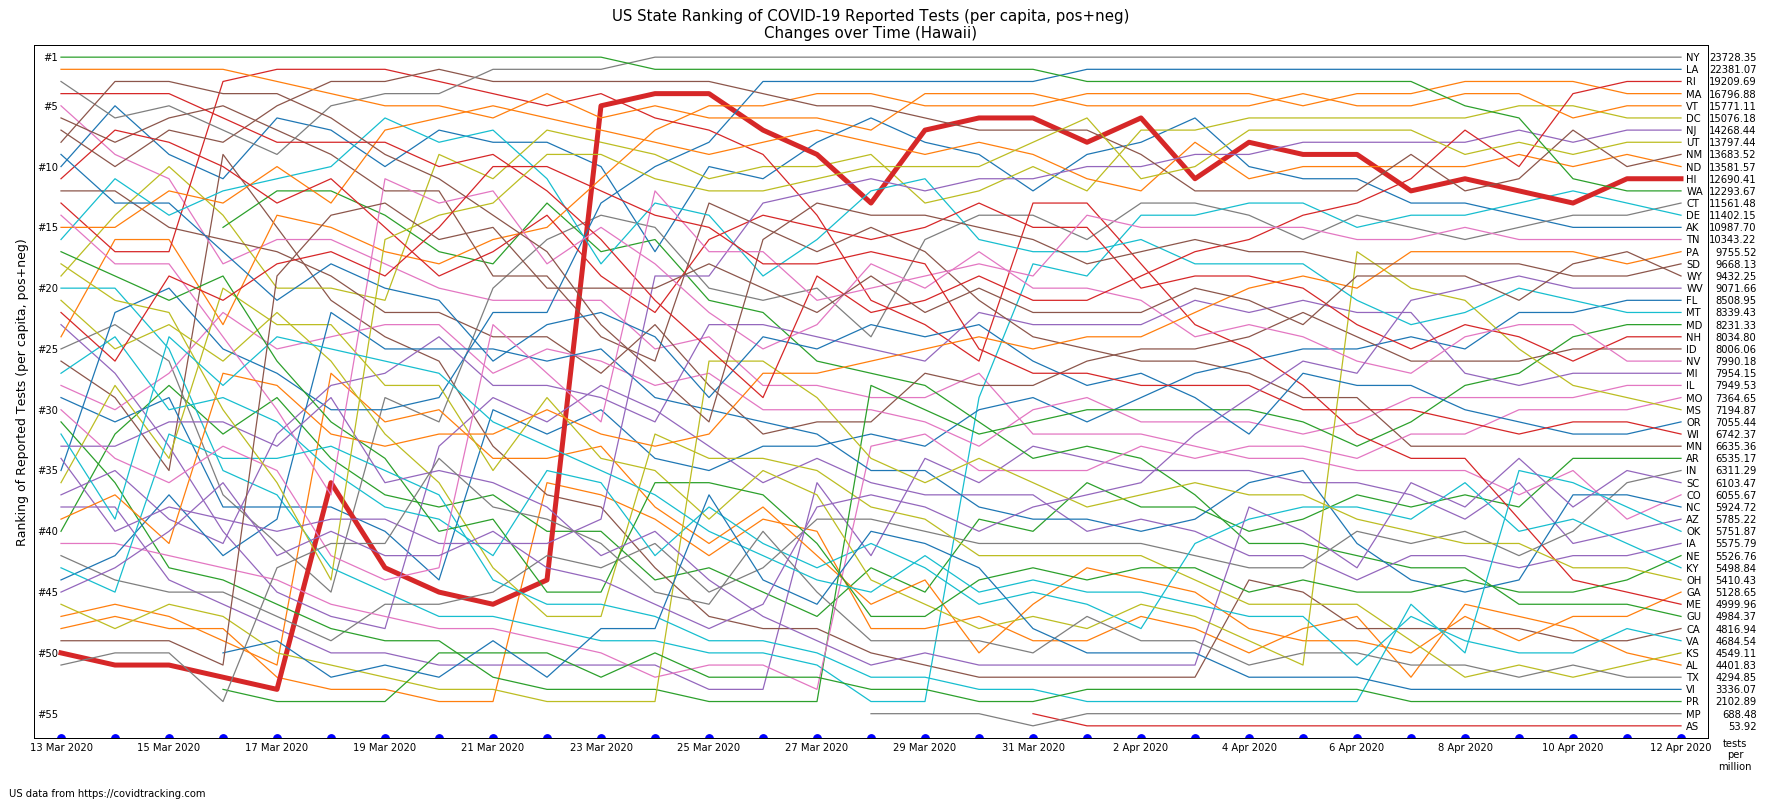 US State Ranking of COVID-19 Reported Tests (per capita, pos+neg)
Changes over Time (Hawaii)
Ranking of Reported Tests (per capita, pos+neg)
#1
#5
#10
#15
#20
#25
#30
#35
#40
#45
#50
#55
NY 23728.35
LA 22381.07
RI 19209.69
MA 16796.88
VT 15771.11
DC 15076.18
NJ 14268.44
UT 13797.44
NM 13683.52
ND 13581.57
HI 12690.41
WA 12293.67
CT 11561.48
DE 11402.15
AK 10987.70
TN 10343.22
PA 9755.52
SD 9668.13
WY 9432.25
WV 9071.66
FL 8508.95
MT 8339.43
MD 8231.33
NH 8034.80
ID 8006.06
NV 7990.18
MI 7954.15
IL 7949.53
MO 7364.65
MS 7194.87
OR 7055.44
WI 6742.37
MN 6635.36
AR 6535.17
IN 6311.29
SC 6103.47
CO 6055.67
NC 5924.72
AZ 5785.22
OK 5751.87
IA 5575.79
NE 5526.76
KY 5498.84
OH 5410.43
GA 5128.65
ME 4999.96
GU 4984.37
CA 4816.94
VA 4684.54
KS 4549.11
AL 4401.83
TX 4294.85
VI 3336.07
PR 2102.89
MP 688.48
AS 53.92
13 Mar 2020 15 Mar 2020 17 Mar 2020 19 Mar 2020 21 Mar 2020 23 Mar 2020 25 Mar 2020 27 Mar 2020 29 Mar 2020 31 Mar 2020 2 Apr 2020 4 Apr 2020 6 Apr 2020 8 Apr 2020 10 Apr 2020 12 Apr 2020
tests
per
million
US data from https://covidtracking.com